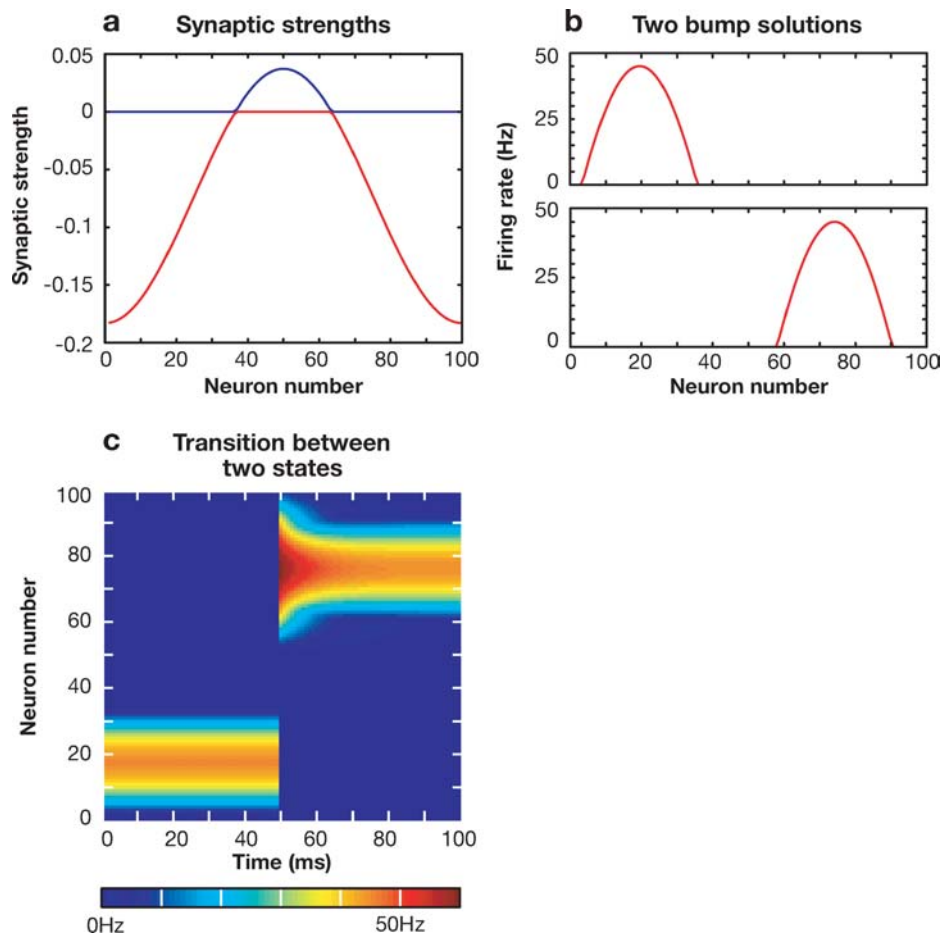 a Synaptic strengths
0.05
0
-0.05
-0.1
-0.15
-0.2
Synaptic strength
0 20 40 60 80 100
Neuron number
b Two bump solutions
50
25
0
50
25
0
Firing rate (Hz)
0 20 40 60 80 100
Neuron number
c Transition between
two states
100
80
60
40
20
0
Neuron number
0 20 40 60 80 100
Time (ms)
0Hz 50Hz